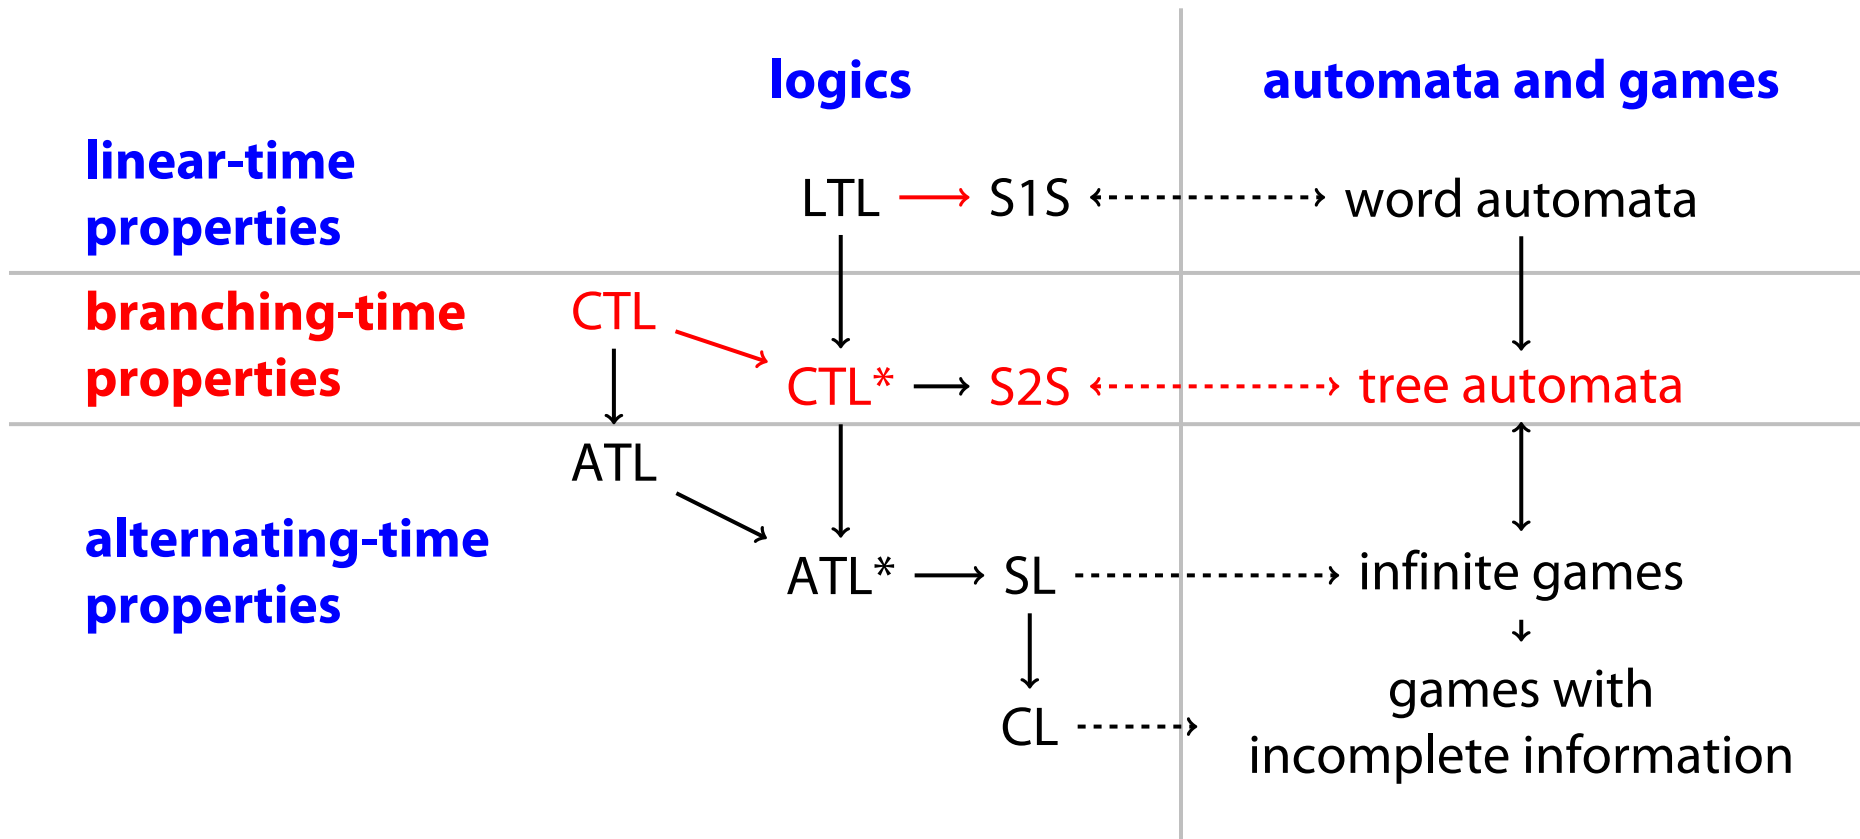 logics
automata and games
linear-time
properties
LTL
S1S
word automata
branching-time
properties
CTL
CTL*
S2S
tree automata
ATL
alternating-time
properties
ATL*
SL
infinite games
CL
games with
incomplete information